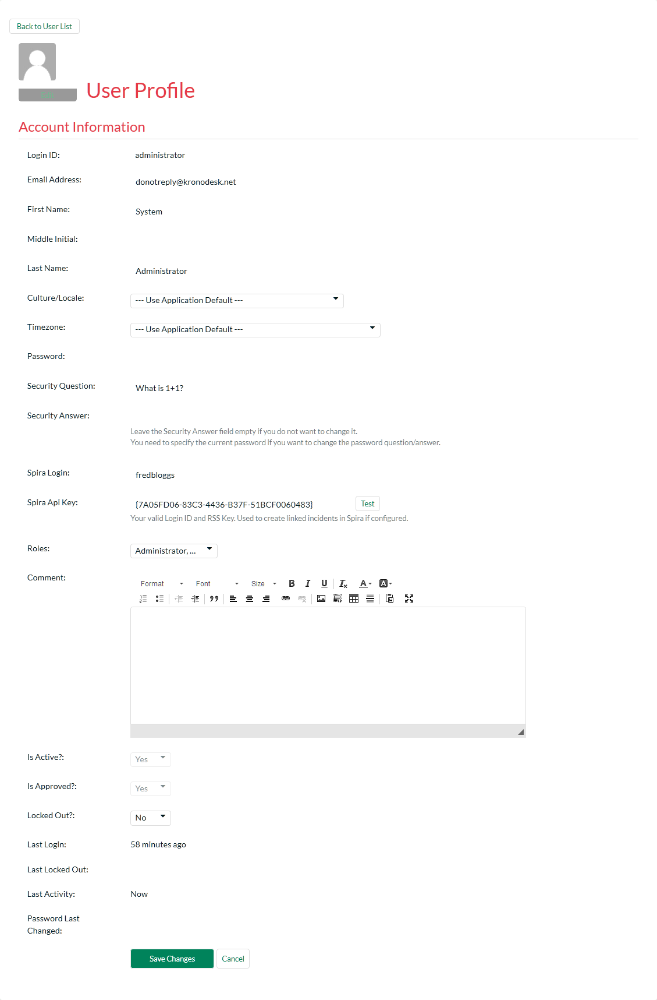 Back to User List
Edit
User Profile
Account Information
Login ID: administrator
Email Address: donotreply@kronodesk.net
First Name: System
Middle Initial:
Last Name: Administrator
Culture/Locale: --- Use Application Default ---
Timezone: --- Use Application Default ---
Password:
Security Question: What is 1+1?
Security Answer:
Leave the Security Answer field empty if you do not want to change it.
You need to specify the current password if you want to change the password question/answer.
Spira Login: fredbloggs
Spira Api Key: {7A05FD06-83C3-4436-B37F-51BCF0060483} Test
Your valid Login ID and RSS Key. Used to create linked incidents in Spira if configured.
Roles: Administrator, ...
Comment:
Format Font Size B I U Tx A A
Is Active?: Yes
Is Approved?: Yes
Locked Out?: No
Last Login: 58 minutes ago
Last Locked Out:
Last Activity: Now
Password Last
Changed:
Save Changes Cancel